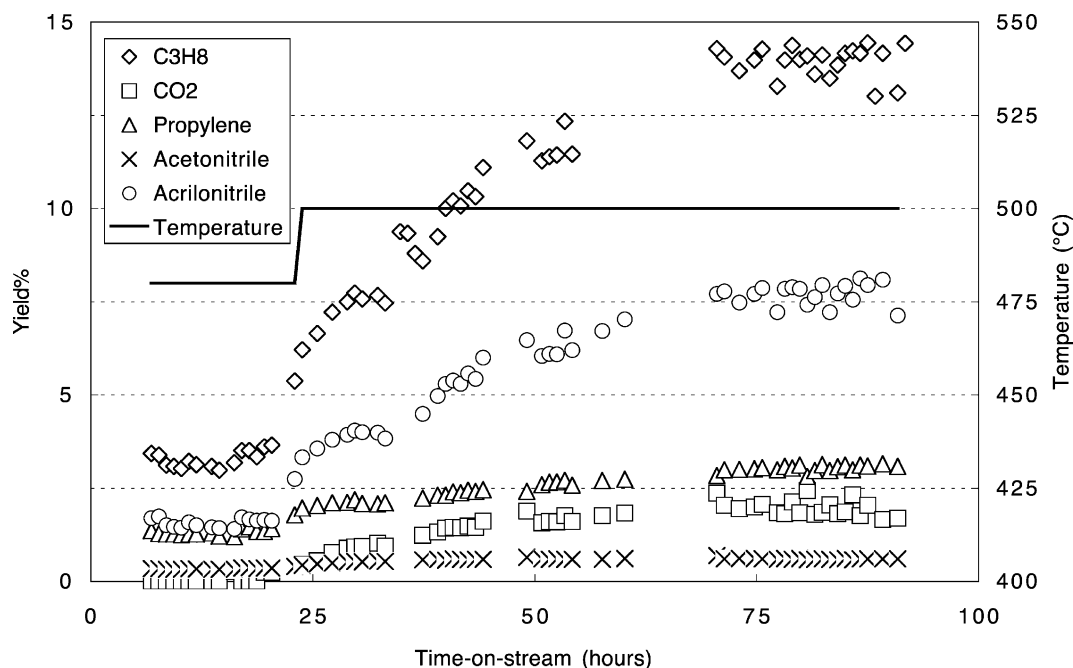 15
10
5
0
Yield%
C3H8
CO2
Propylene
Acetonitrile
Acrilonitrile
Temperature
550
525
500
475
450
425
400
Temperature (°C)
0 25 50 75 100
Time-on-stream (hours)